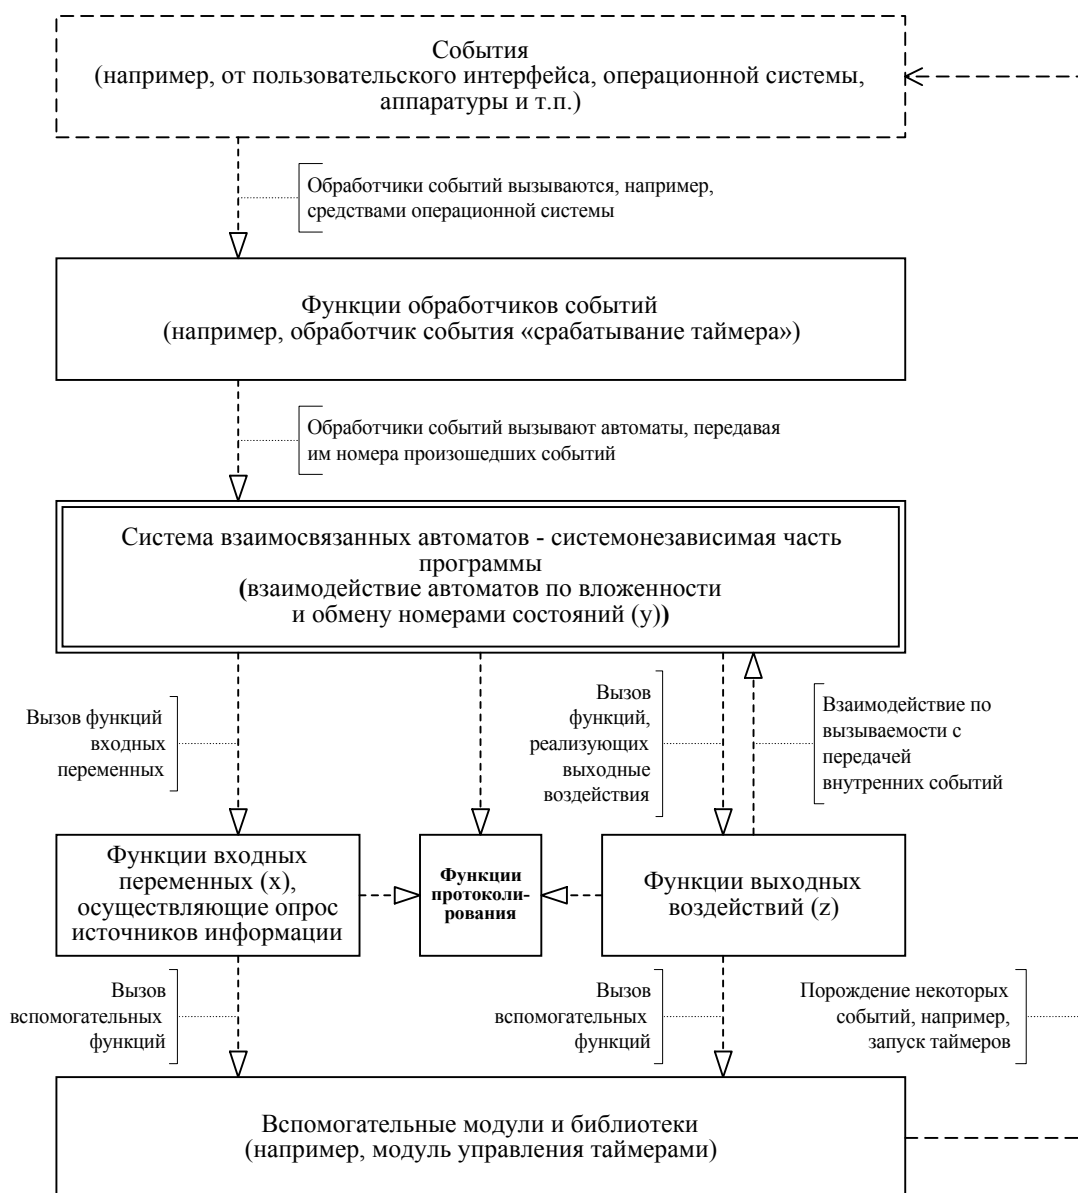 События
(например, от пользовательского интерфейса, операционной системы,
аппаратуры и т.п.)
Обработчики событий вызываются, например,
средствами операционной системы
Функции обработчиков событий
(например, обработчик события «срабатывание таймера»)
Обработчики событий вызывают автоматы, передавая
им номера произошедших событий
Система взаимосвязанных автоматов - системонезависимая часть
программы
(взаимодействие автоматов по вложенности
и обмену номерами состояний (y))
Вызов функций
входных
переменных
Вызов
функций,
реализующих
выходные
воздействия
Взаимодействие по
вызываемости с
передачей
внутренних событий
Функции входных
переменных (x),
осуществляющие опрос
источников информации
Функции
протоколи-
рования
Функции выходных
воздействий (z)
Вызов
вспомогательных
функций
Вызов
вспомогательных
функций
Порождение некоторых
событий, например,
запуск таймеров
Вспомогательные модули и библиотеки
(например, модуль управления таймерами)